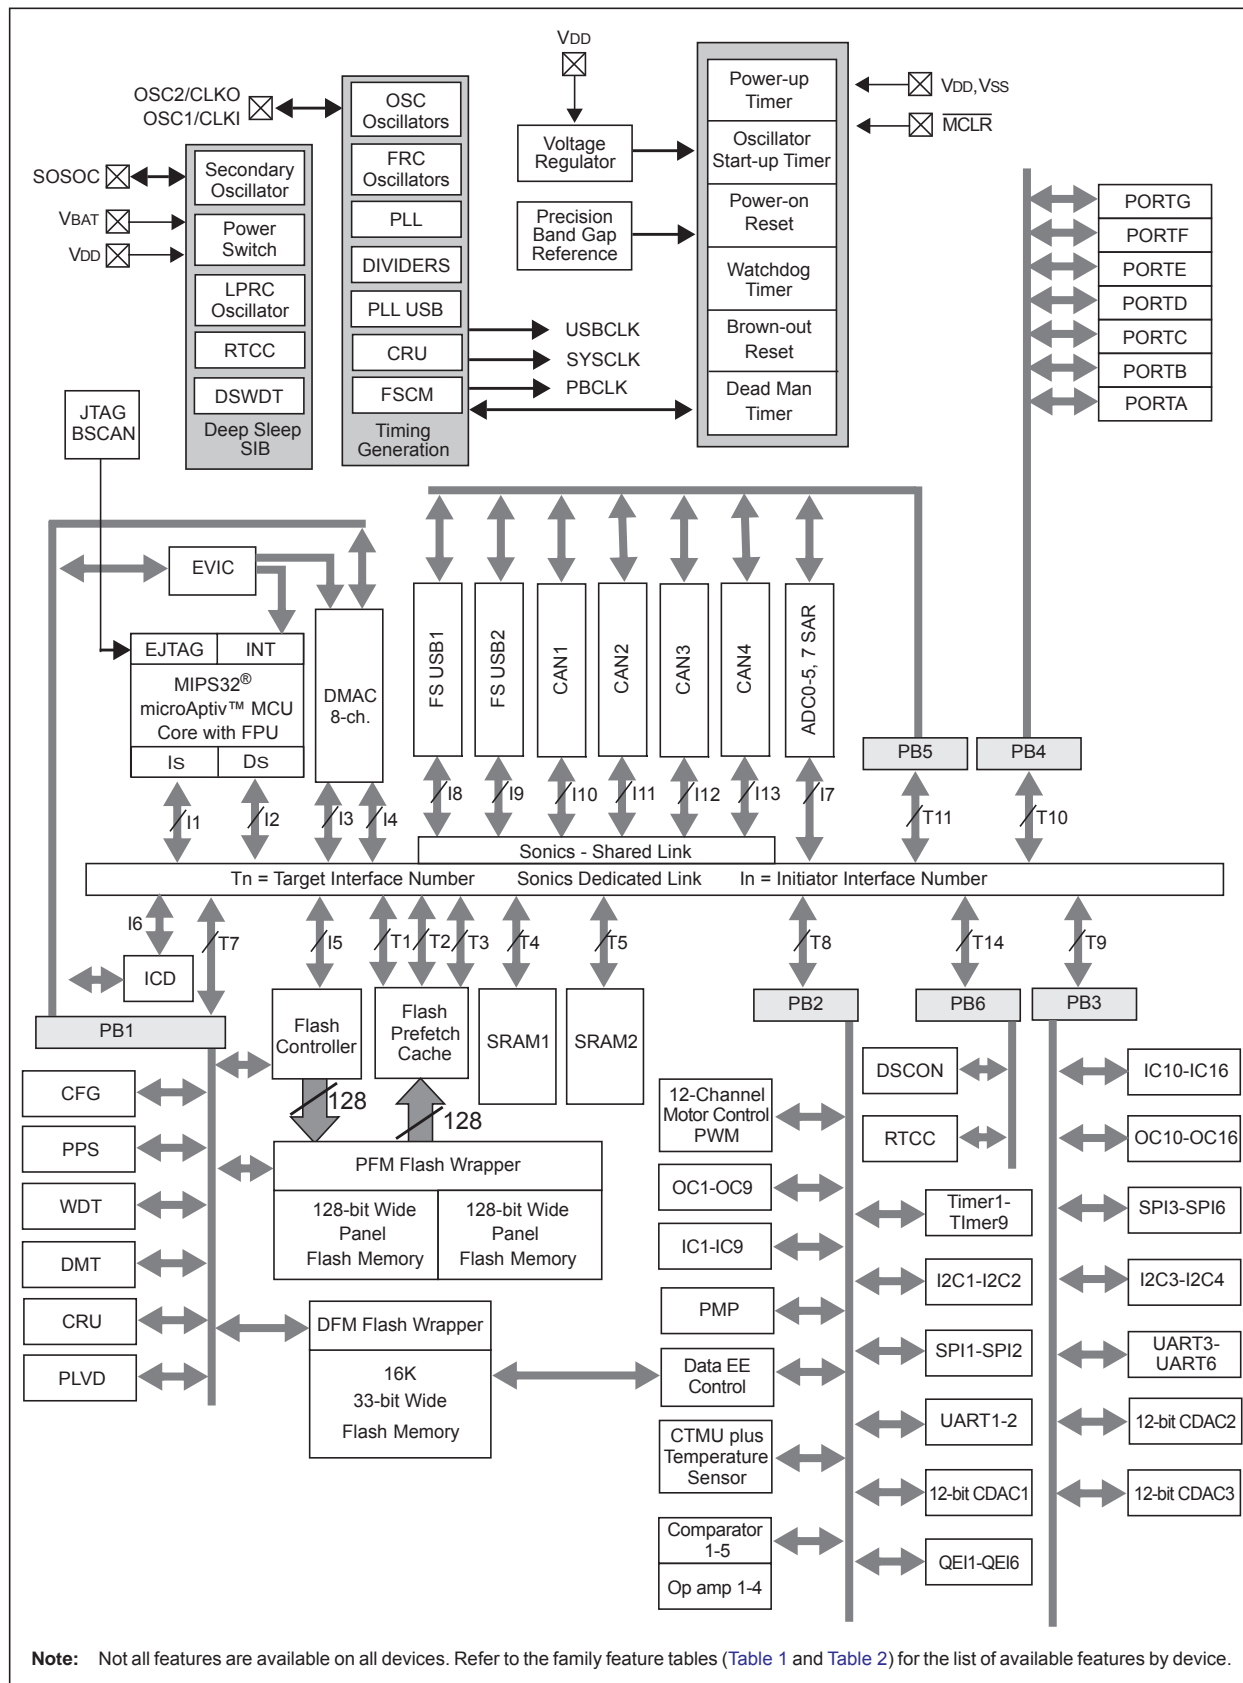 VDD
OSC2/CLKO
OSC1/CLKI
OSC
Oscillators
FRC
Oscillators
PLL
DIVIDERS
PLL USB
CRU
FSCM
Timing
Generation
SOSOC
VBAT
VDD
Secondary
Oscillator
Power
Switch
LPRC
Oscillator
RTCC
DSWDT
Deep Sleep
SIB
Voltage
Regulator
Precision
Band Gap
Reference
USBCLK
SYSCLK
PBCLK
Power-up
Timer
Oscillator
Start-up Timer
Power-on
Reset
Watchdog
Timer
Brown-out
Reset
Dead Man
Timer
VDD, VSS
MCLR
PORTG
PORTF
PORTE
PORTD
PORTC
PORTB
PORTA
JTAG
BSCAN
EVIC
EJTAG
INT
MIPS32®
microAptiv™ MCU
Core with FPU
IS
DS
DMAC
8-ch.
FS USB1
FS USB2
CAN1
CAN2
CAN3
CAN4
ADC0-5, 7 SAR
PB5
PB4
I1
I2
I3
I4
I8
I9
I10
I11
I12
I13
I7
T11
T10
Sonics - Shared Link
Tn = Target Interface Number
Sonics Dedicated Link
In = Initiator Interface Number
I6
T7
I5
T1
T2
T3
T4
T5
T8
T14
T9
ICD
PB1
Flash
Controller
Flash
Prefetch
Cache
SRAM1
SRAM2
PB2
PB6
PB3
128
128
CFG
PPS
WDT
DMT
CRU
PLVD
PFM Flash Wrapper
128-bit Wide
Panel
Flash Memory
128-bit Wide
Panel
Flash Memory
DFM Flash Wrapper
16K
33-bit Wide
Flash Memory
12-Channel
Motor Control
PWM
OC1-OC9
IC1-IC9
PMP
Data EE
Control
CTMU plus
Temperature
Sensor
Comparator
1-5
Op amp 1-4
DSCON
RTCC
Timer1-
TImer9
I2C1-I2C2
SPI1-SPI2
UART1-2
12-bit CDAC1
QEI1-QEI6
IC10-IC16
OC10-OC16
SPI3-SPI6
I2C3-I2C4
UART3-
UART6
12-bit CDAC2
12-bit CDAC3
Note: Not all features are available on all devices. Refer to the family feature tables (Table 1 and Table 2) for the list of available features by device.